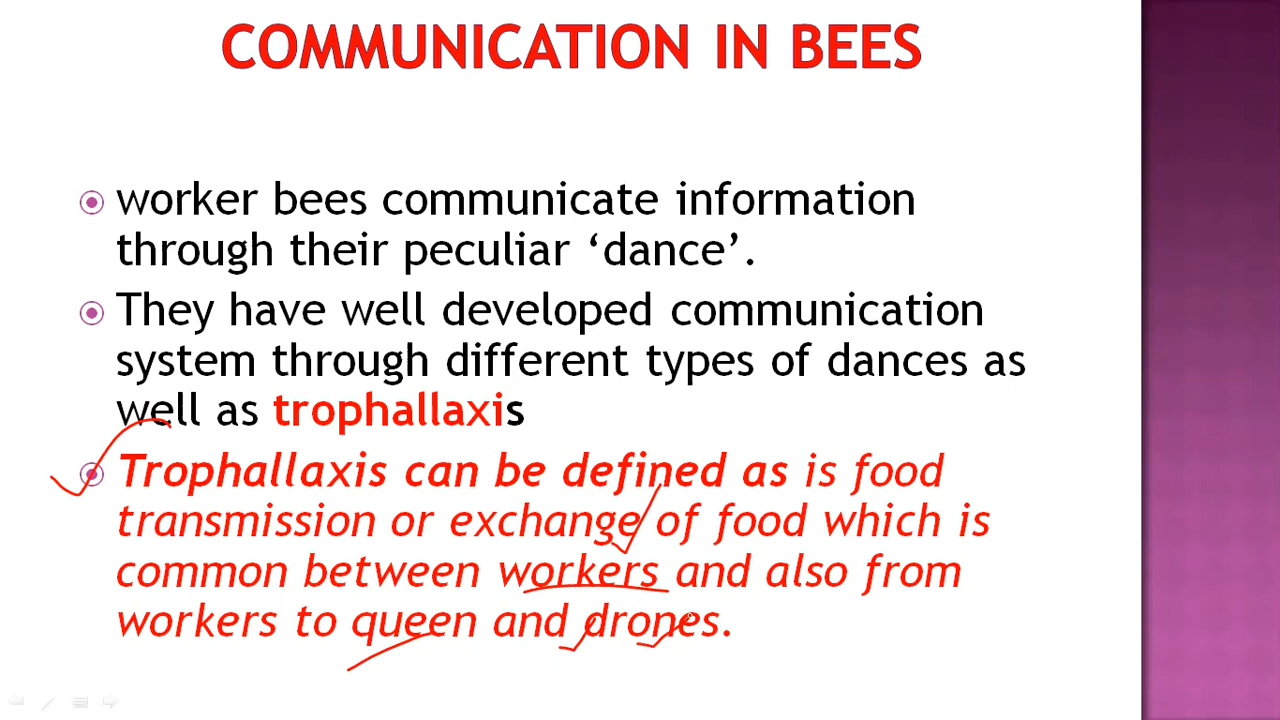 COMMUNICATION IN BEES
worker bees communicate information
through their peculiar ‘dance’.
They have well developed communication
system through different types of dances as
well as trophallaxis
Trophallaxis can be defined as is food
transmission or exchange of food which is
common between workers and also from
workers to queen and drones.